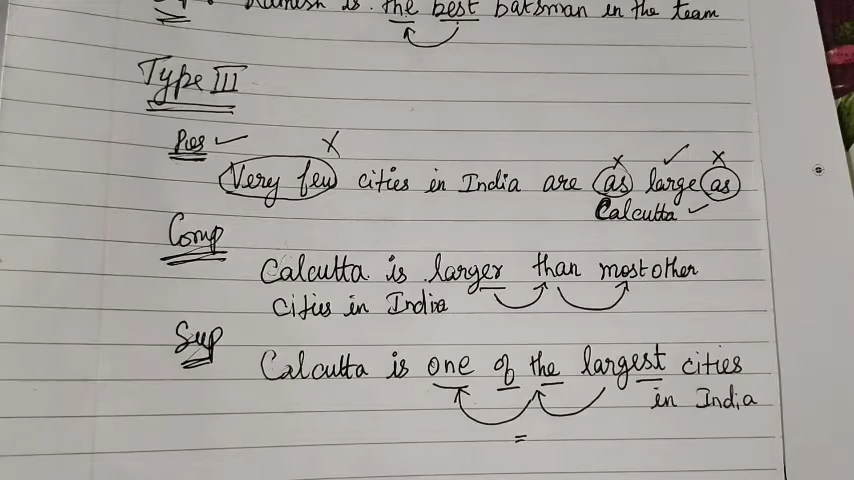 is the best batsman in the team
Type III
Pos ✓
Very few cities in India are as large as
Calcutta ✓
Comp
Calcutta is larger than most other
cities in India
Sup
Calcutta is one of the largest cities
in India
=